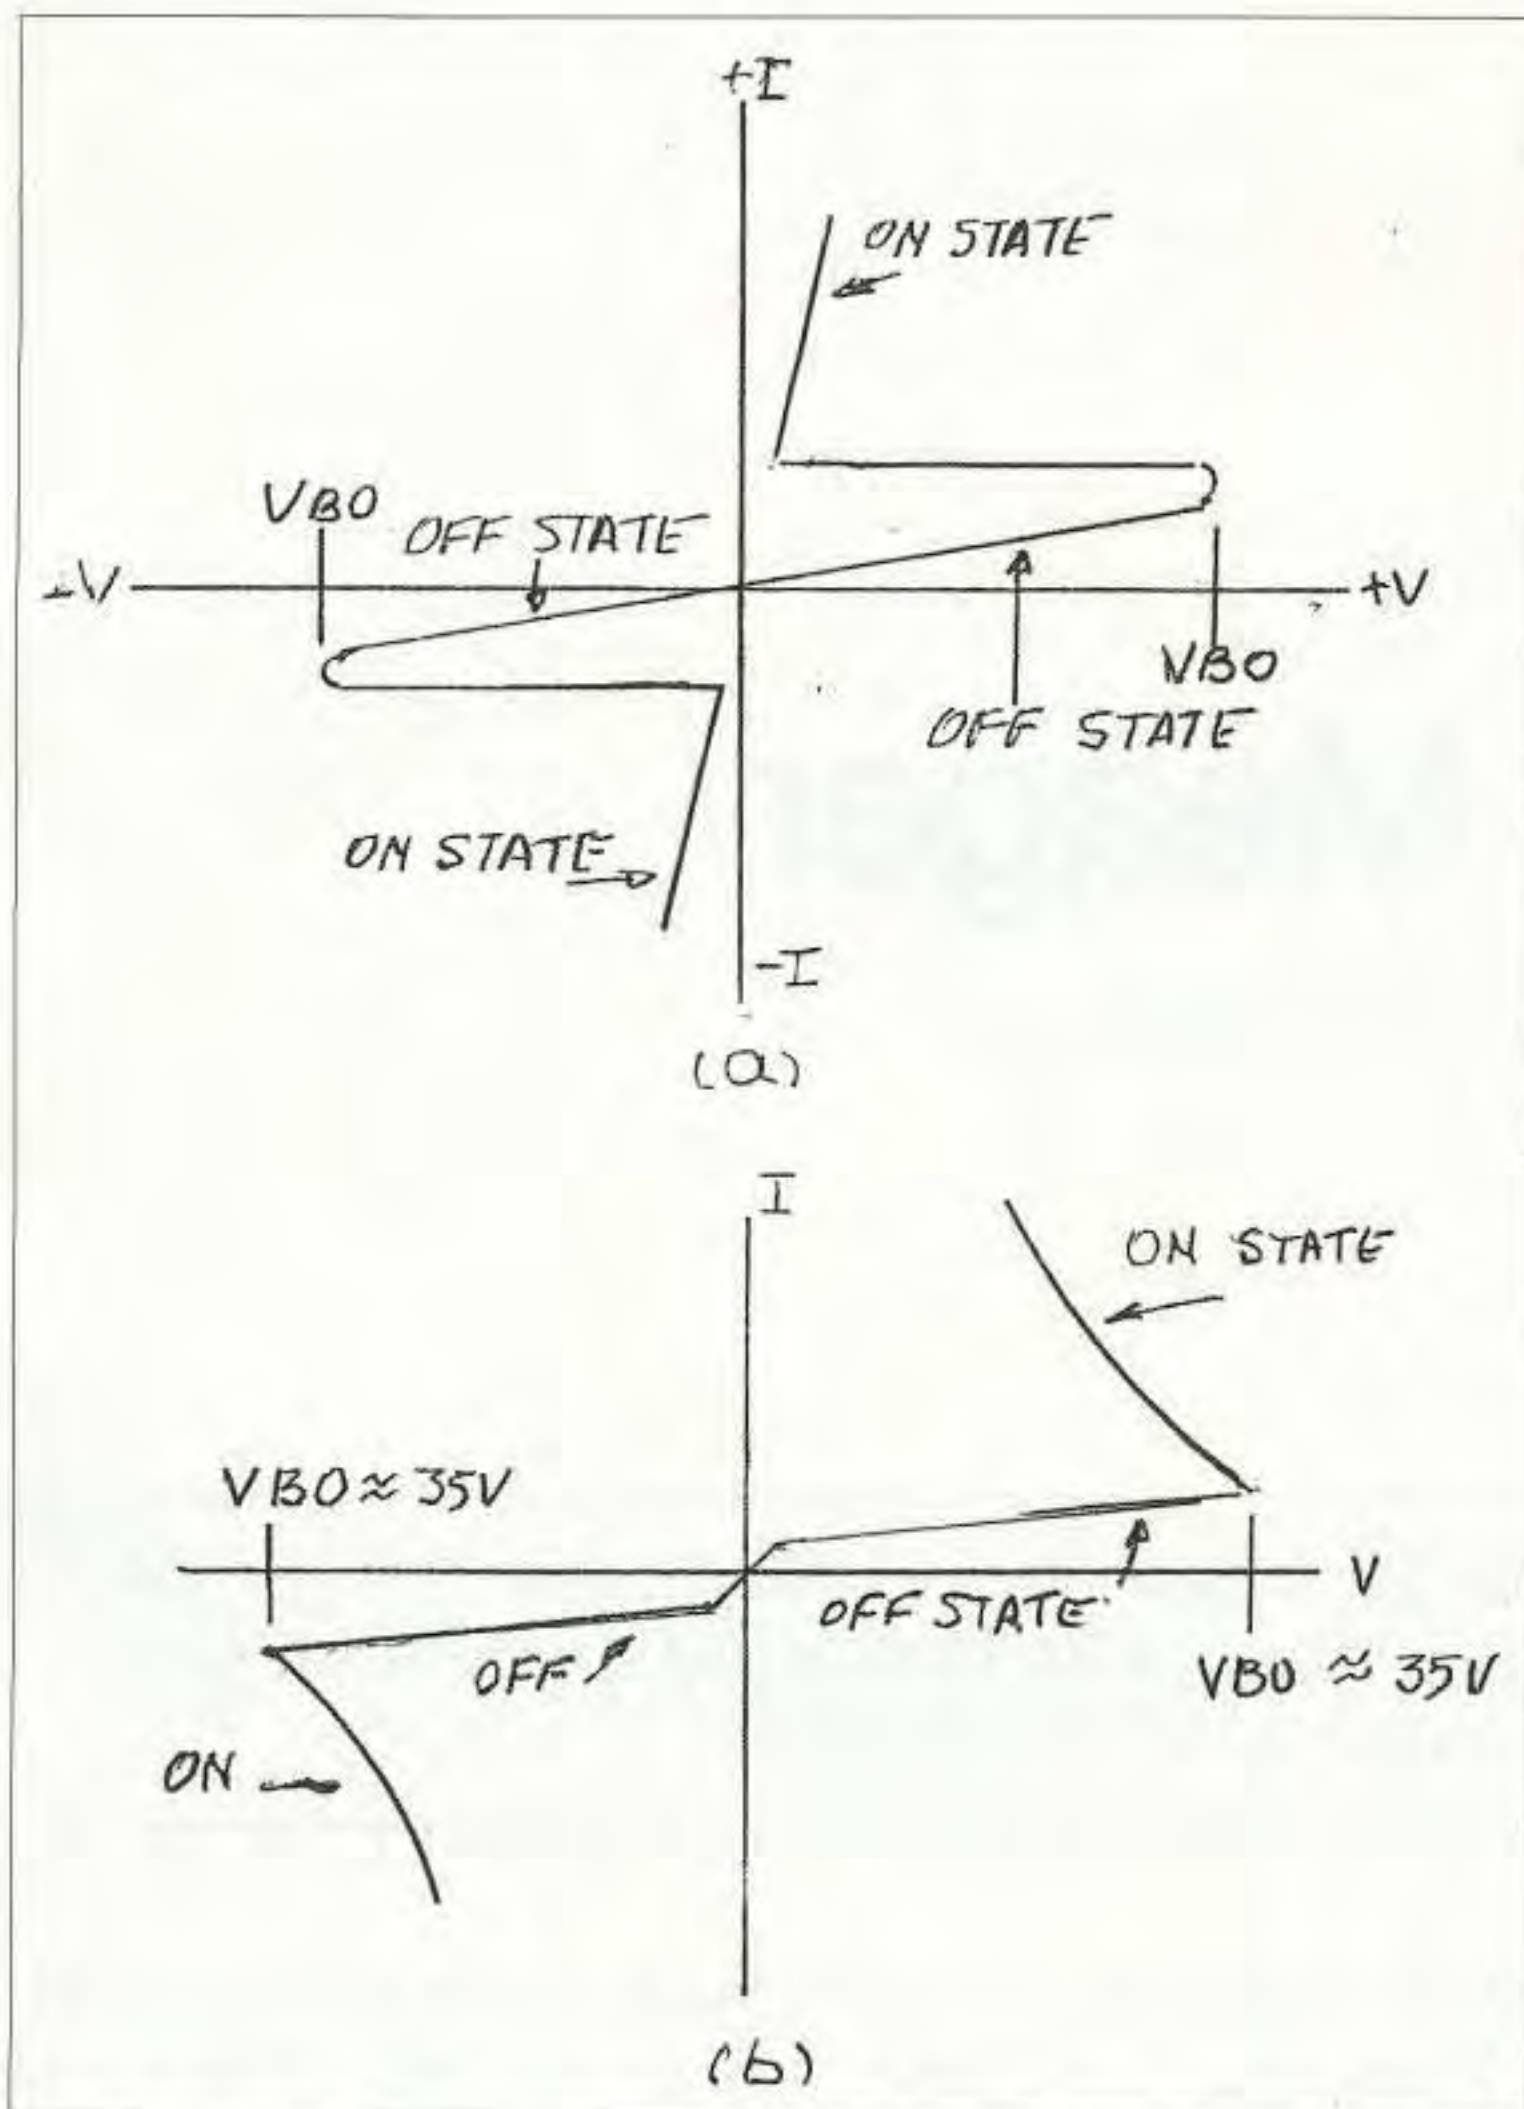 +I
ON STATE
VBO
OFF STATE
-V
+V
VBO
OFF STATE
ON STATE
-I
(a)
I
ON STATE
VBO ≈ 35V
V
OFF STATE
OFF
VBO ≈ 35V
ON
(b)